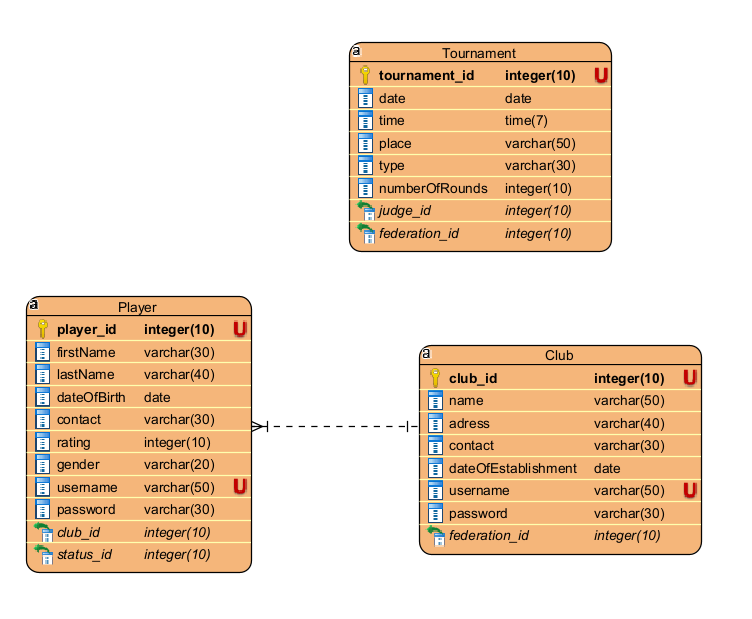 a
Tournament
tournament_id integer(10) U
date date
time time(7)
place varchar(50)
type varchar(30)
numberOfRounds integer(10)
judge_id integer(10)
federation_id integer(10)
a
Player
player_id integer(10) U
firstName varchar(30)
lastName varchar(40)
dateOfBirth date
contact varchar(30)
rating integer(10)
gender varchar(20)
username varchar(50) U
password varchar(30)
club_id integer(10)
status_id integer(10)
a
Club
club_id integer(10) U
name varchar(50)
adress varchar(40)
contact varchar(30)
dateOfEstablishment date
username varchar(50) U
password varchar(30)
federation_id integer(10)